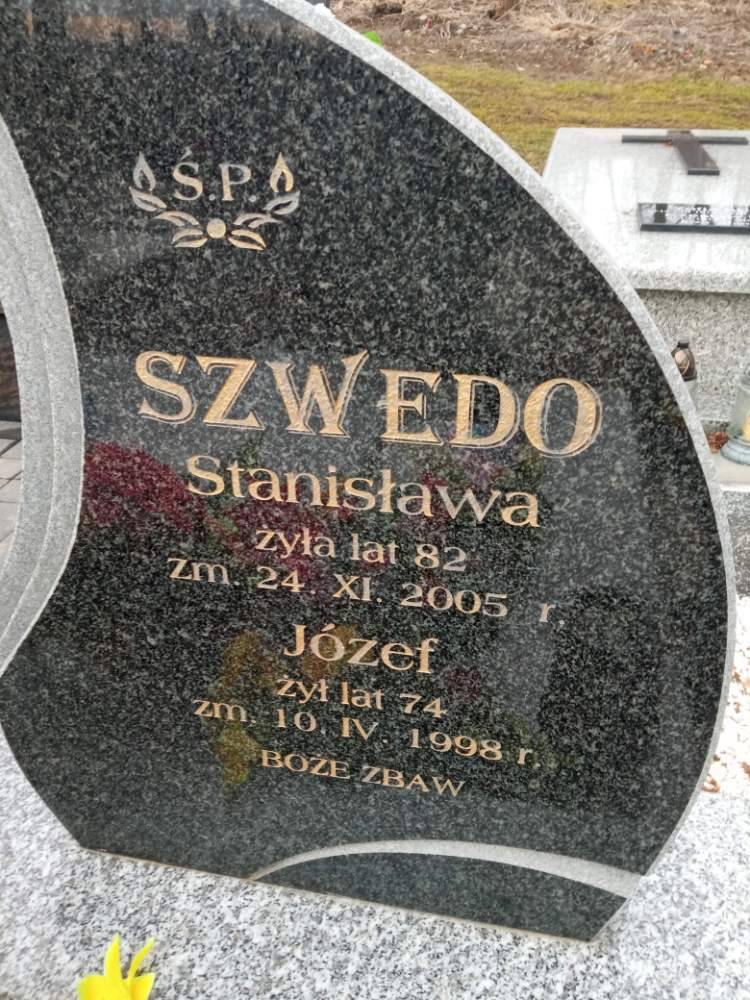 Ś.P.
SZWEDO
Stanisława
żyła lat 82
zm. 24. XI. 2005 r.
Józef
żył lat 74
zm. 10. IV. 1998 r.
BOŻE ZBAW